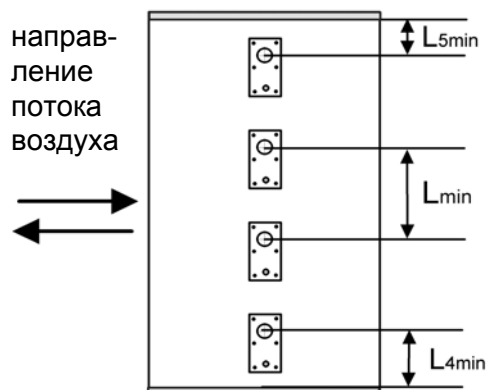 направ-
ление
потока
воздуха
L5min
Lmin
L4min